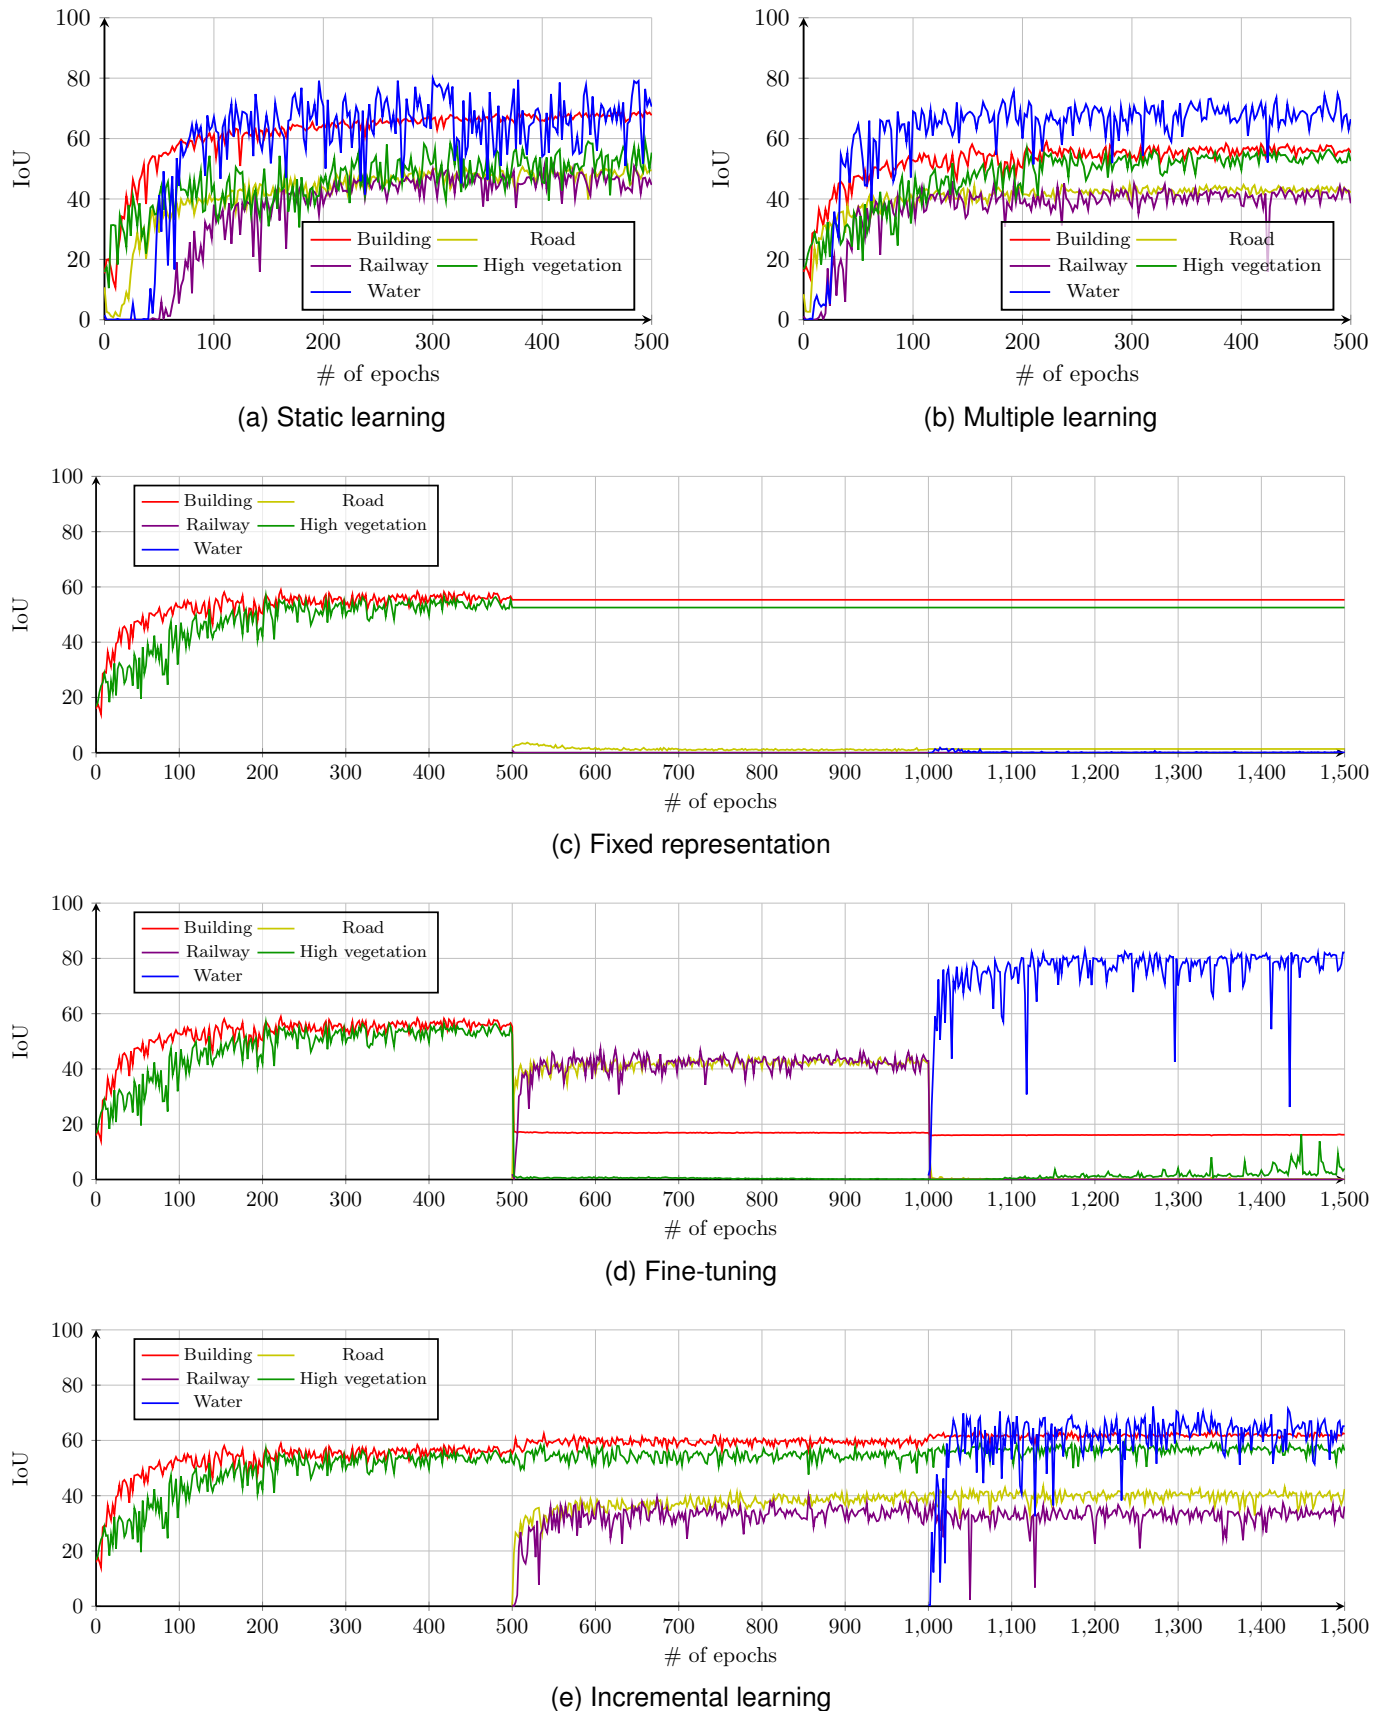 100
80
60
40
20
0
IoU
Building Road
Railway High vegetation
Water
0 100 200 300 400 500
# of epochs
(a) Static learning
100
80
60
40
20
0
IoU
Building Road
Railway High vegetation
Water
0 100 200 300 400 500
# of epochs
(b) Multiple learning
100
80
60
40
20
0
IoU
Building Road
Railway High vegetation
Water
0 100 200 300 400 500 600 700 800 900 1,000 1,100 1,200 1,300 1,400 1,500
# of epochs
(c) Fixed representation
100
80
60
40
20
0
IoU
Building Road
Railway High vegetation
Water
0 100 200 300 400 500 600 700 800 900 1,000 1,100 1,200 1,300 1,400 1,500
# of epochs
(d) Fine-tuning
100
80
60
40
20
0
IoU
Building Road
Railway High vegetation
Water
0 100 200 300 400 500 600 700 800 900 1,000 1,100 1,200 1,300 1,400 1,500
# of epochs
(e) Incremental learning